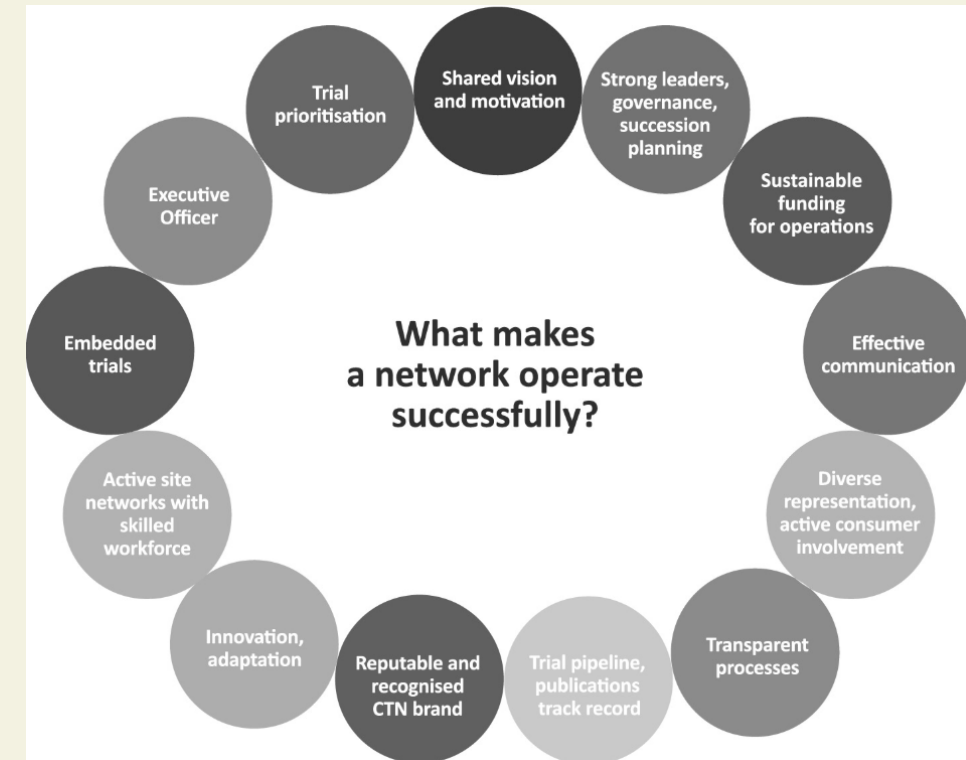 Shared vision
and motivation
Strong leaders,
governance,
succession
planning
Sustainable
funding
for operations
Effective
communication
Diverse
representation,
active consumer
involvement
Transparent
processes
Trial pipeline,
publications
track record
Reputable and
recognised
CTN brand
Innovation,
adaptation
Active site
networks with
skilled
workforce
Embedded
trials
Executive
Officer
Trial
prioritisation
What makes
a network operate
successfully?